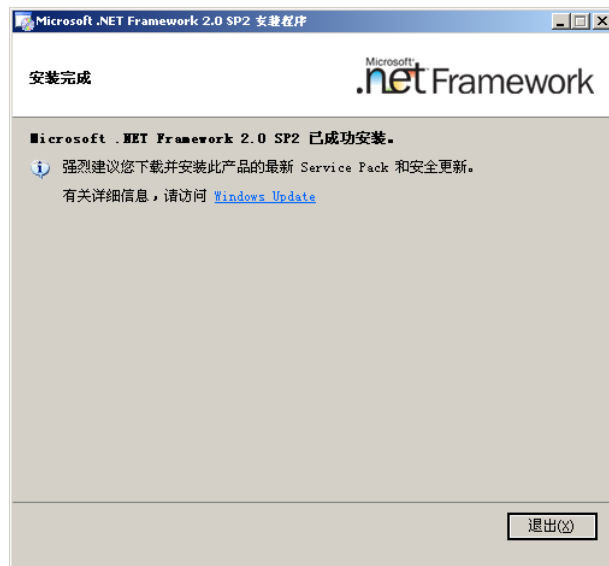 Microsoft .NET Framework 2.0 SP2 安装程序
安装完成
Microsoft
.net Framework
Microsoft .NET Framework 2.0 SP2 已成功安装。
强烈建议您下载并安装此产品的最新 Service Pack 和安全更新。
有关详细信息，请访问 Windows Update
退出(X)